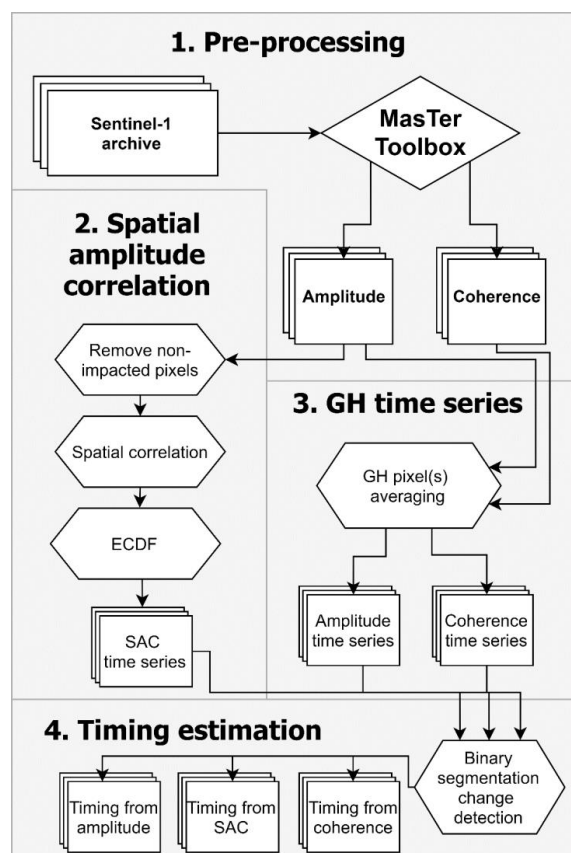 1. Pre-processing
Sentinel-1
archive
MasTer
Toolbox
2. Spatial
amplitude
correlation
Amplitude
Coherence
Remove non-
impacted pixels
Spatial correlation
ECDF
SAC
time series
3. GH time series
GH pixel(s)
averaging
Amplitude
time series
Coherence
time series
4. Timing estimation
Binary
segmentation
change
detection
Timing from
amplitude
Timing from
SAC
Timing from
coherence